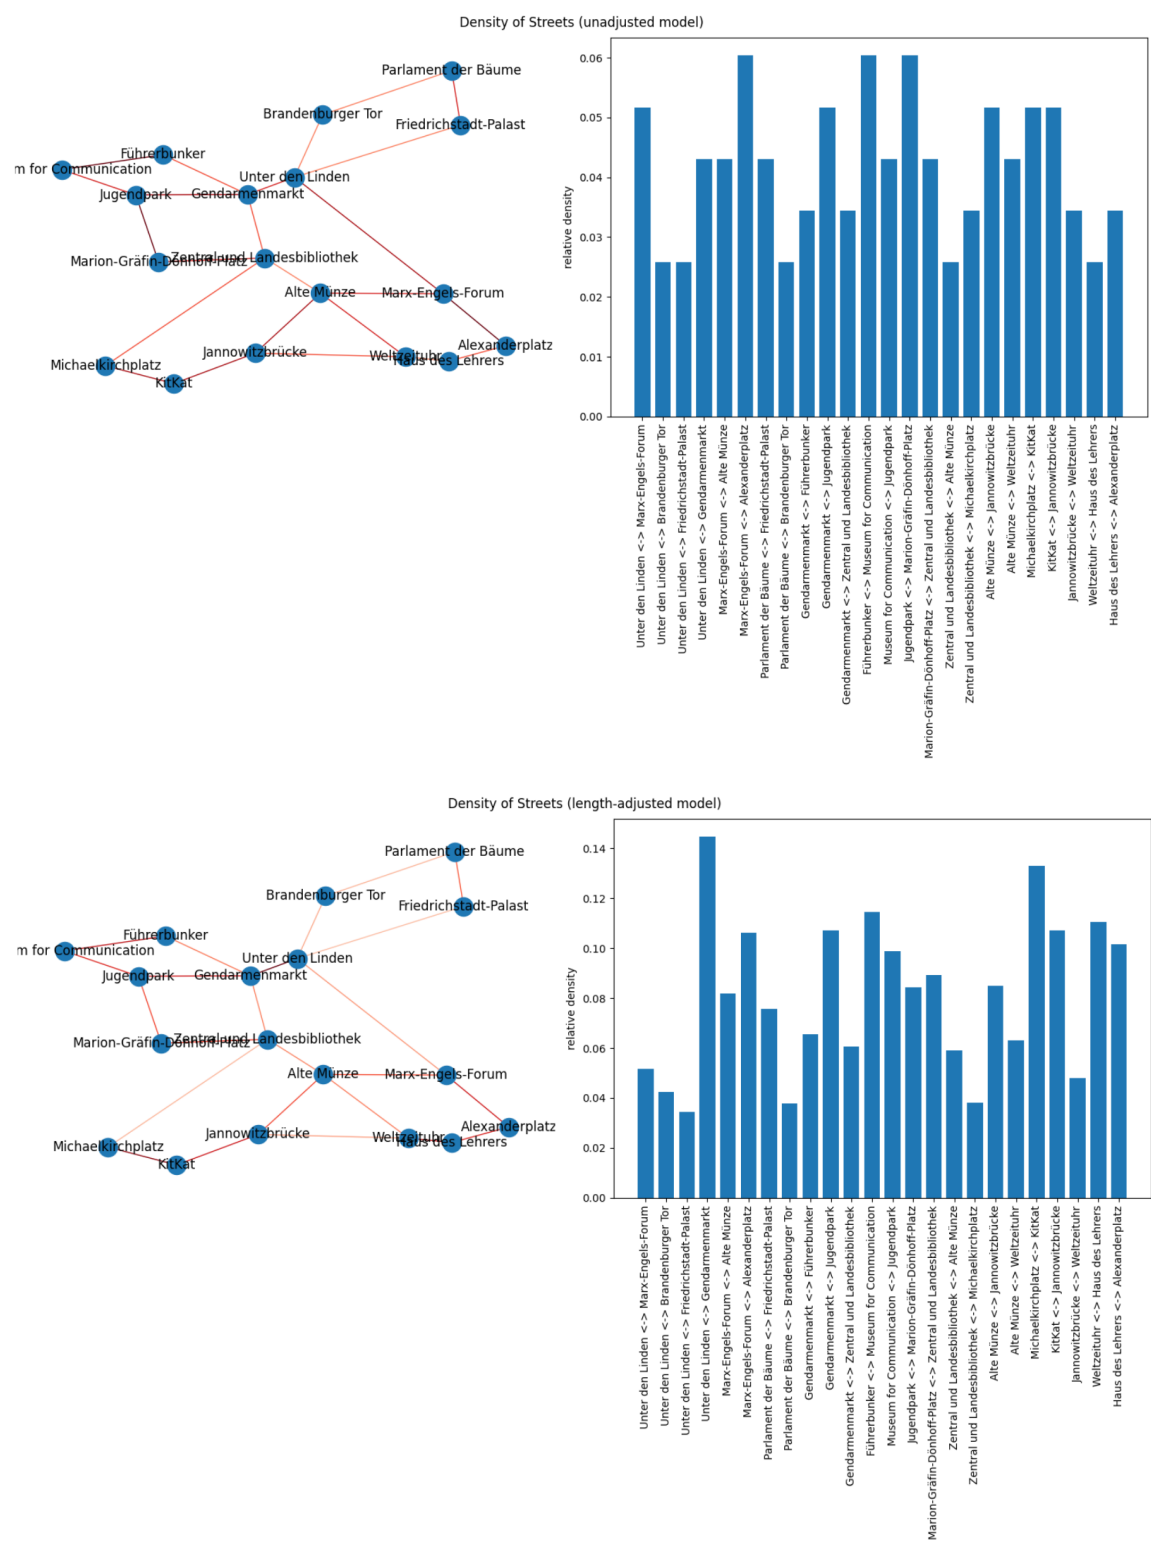 Density of Streets (unadjusted model)
Parlament der Bäume
Brandenburger Tor
Friedrichstadt-Palast
Führerbunker
m for Communication
Unter den Linden
Jugendpark
Gendarmenmarkt
Zentral und Landesbibliothek
Marion-Gräfin-Dönhoff-Platz
Alte Münze
Marx-Engels-Forum
Alexanderplatz
Jannowitzbrücke
Weltzeituhr
Haus des Lehrers
Michaelkirchplatz
KitKat
relative density
0.06
0.05
0.04
0.03
0.02
0.01
0.00
Unter den Linden <-> Marx-Engels-Forum
Unter den Linden <-> Brandenburger Tor
Unter den Linden <-> Friedrichstadt-Palast
Unter den Linden <-> Gendarmenmarkt
Marx-Engels-Forum <-> Alte Münze
Marx-Engels-Forum <-> Alexanderplatz
Parlament der Bäume <-> Friedrichstadt-Palast
Parlament der Bäume <-> Brandenburger Tor
Gendarmenmarkt <-> Führerbunker
Gendarmenmarkt <-> Jugendpark
Gendarmenmarkt <-> Zentral und Landesbibliothek
Führerbunker <-> Museum for Communication
Museum for Communication <-> Jugendpark
Jugendpark <-> Marion-Gräfin-Dönhoff-Platz
Marion-Gräfin-Dönhoff-Platz <-> Zentral und Landesbibliothek
Zentral und Landesbibliothek <-> Alte Münze
Zentral und Landesbibliothek <-> Michaelkirchplatz
Alte Münze <-> Jannowitzbrücke
Alte Münze <-> Weltzeituhr
Michaelkirchplatz <-> KitKat
KitKat <-> Jannowitzbrücke
Jannowitzbrücke <-> Weltzeituhr
Weltzeituhr <-> Haus des Lehrers
Haus des Lehrers <-> Alexanderplatz
Density of Streets (length-adjusted model)
Parlament der Bäume
Brandenburger Tor
Friedrichstadt-Palast
Führerbunker
m for Communication
Unter den Linden
Jugendpark
Gendarmenmarkt
Zentral und Landesbibliothek
Marion-Gräfin-Dönhoff-Platz
Alte Münze
Marx-Engels-Forum
Alexanderplatz
Jannowitzbrücke
Weltzeituhr
Haus des Lehrers
Michaelkirchplatz
KitKat
relative density
0.14
0.12
0.10
0.08
0.06
0.04
0.02
0.00
Unter den Linden <-> Marx-Engels-Forum
Unter den Linden <-> Brandenburger Tor
Unter den Linden <-> Friedrichstadt-Palast
Unter den Linden <-> Gendarmenmarkt
Marx-Engels-Forum <-> Alte Münze
Marx-Engels-Forum <-> Alexanderplatz
Parlament der Bäume <-> Friedrichstadt-Palast
Parlament der Bäume <-> Brandenburger Tor
Gendarmenmarkt <-> Führerbunker
Gendarmenmarkt <-> Jugendpark
Gendarmenmarkt <-> Zentral und Landesbibliothek
Führerbunker <-> Museum for Communication
Museum for Communication <-> Jugendpark
Jugendpark <-> Marion-Gräfin-Dönhoff-Platz
Marion-Gräfin-Dönhoff-Platz <-> Zentral und Landesbibliothek
Zentral und Landesbibliothek <-> Alte Münze
Zentral und Landesbibliothek <-> Michaelkirchplatz
Alte Münze <-> Jannowitzbrücke
Alte Münze <-> Weltzeituhr
Michaelkirchplatz <-> KitKat
KitKat <-> Jannowitzbrücke
Jannowitzbrücke <-> Weltzeituhr
Weltzeituhr <-> Haus des Lehrers
Haus des Lehrers <-> Alexanderplatz